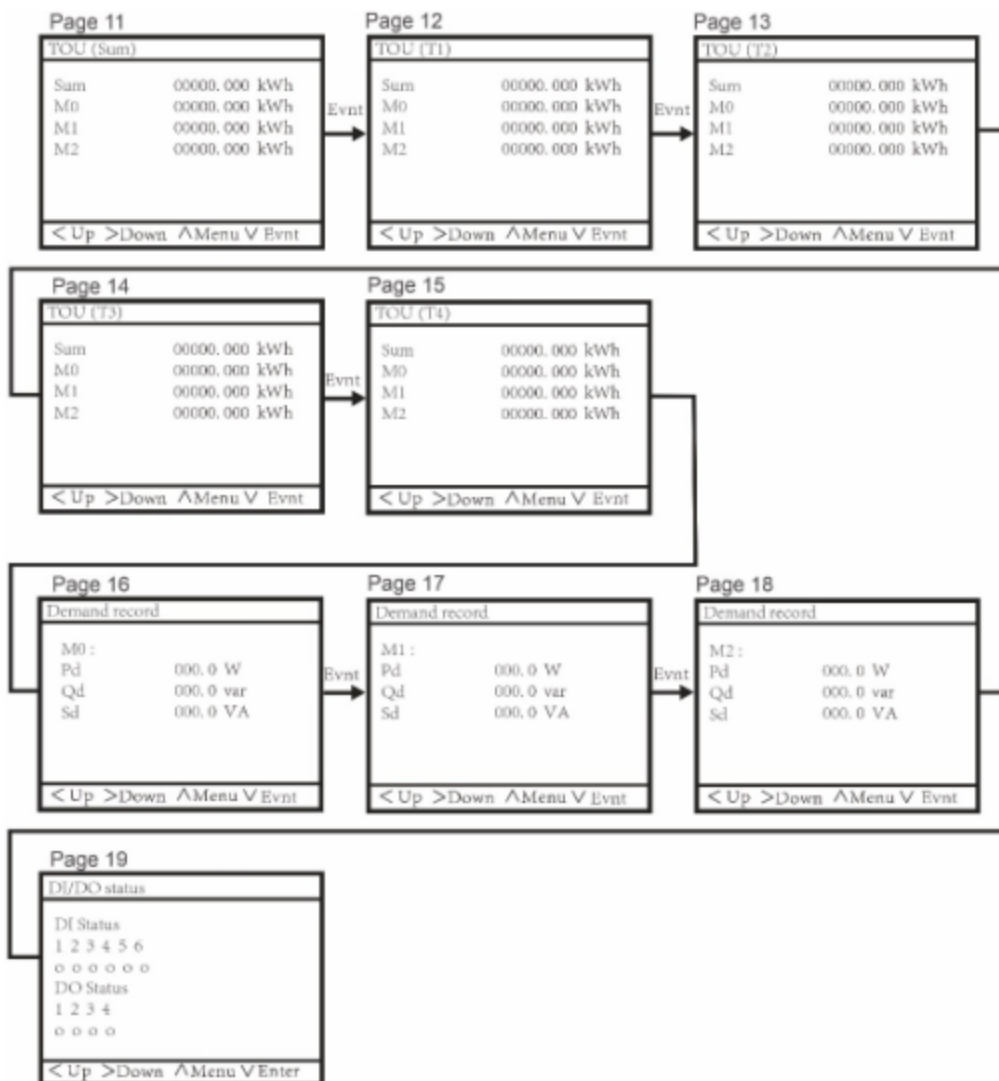 Page 11
TOU (Sum)
Sum 00000.000 kWh
M0 00000.000 kWh
M1 00000.000 kWh
M2 00000.000 kWh
<Up >Down ∧Menu ∨ Evnt
Evnt
Page 12
TOU (T1)
Sum 00000.000 kWh
M0 00000.000 kWh
M1 00000.000 kWh
M2 00000.000 kWh
<Up >Down ∧Menu ∨ Evnt
Evnt
Page 13
TOU (T2)
Sum 00000.000 kWh
M0 00000.000 kWh
M1 00000.000 kWh
M2 00000.000 kWh
<Up >Down ∧Menu ∨ Evnt
Page 14
TOU (T3)
Sum 00000.000 kWh
M0 00000.000 kWh
M1 00000.000 kWh
M2 00000.000 kWh
<Up >Down ∧Menu ∨ Evnt
Evnt
Page 15
TOU (T4)
Sum 00000.000 kWh
M0 00000.000 kWh
M1 00000.000 kWh
M2 00000.000 kWh
<Up >Down ∧Menu ∨ Evnt
Page 16
Demand record
M0 :
Pd 000.0 W
Qd 000.0 var
Sd 000.0 VA
<Up >Down ∧Menu ∨ Evnt
Evnt
Page 17
Demand record
M1 :
Pd 000.0 W
Qd 000.0 var
Sd 000.0 VA
<Up >Down ∧Menu ∨ Evnt
Evnt
Page 18
Demand record
M2 :
Pd 000.0 W
Qd 000.0 var
Sd 000.0 VA
<Up >Down ∧Menu ∨ Evnt
Page 19
DI/DO status
DI Status
1 2 3 4 5 6
o o o o o o
DO Status
1 2 3 4
o o o o
<Up >Down ∧Menu ∨ Enter